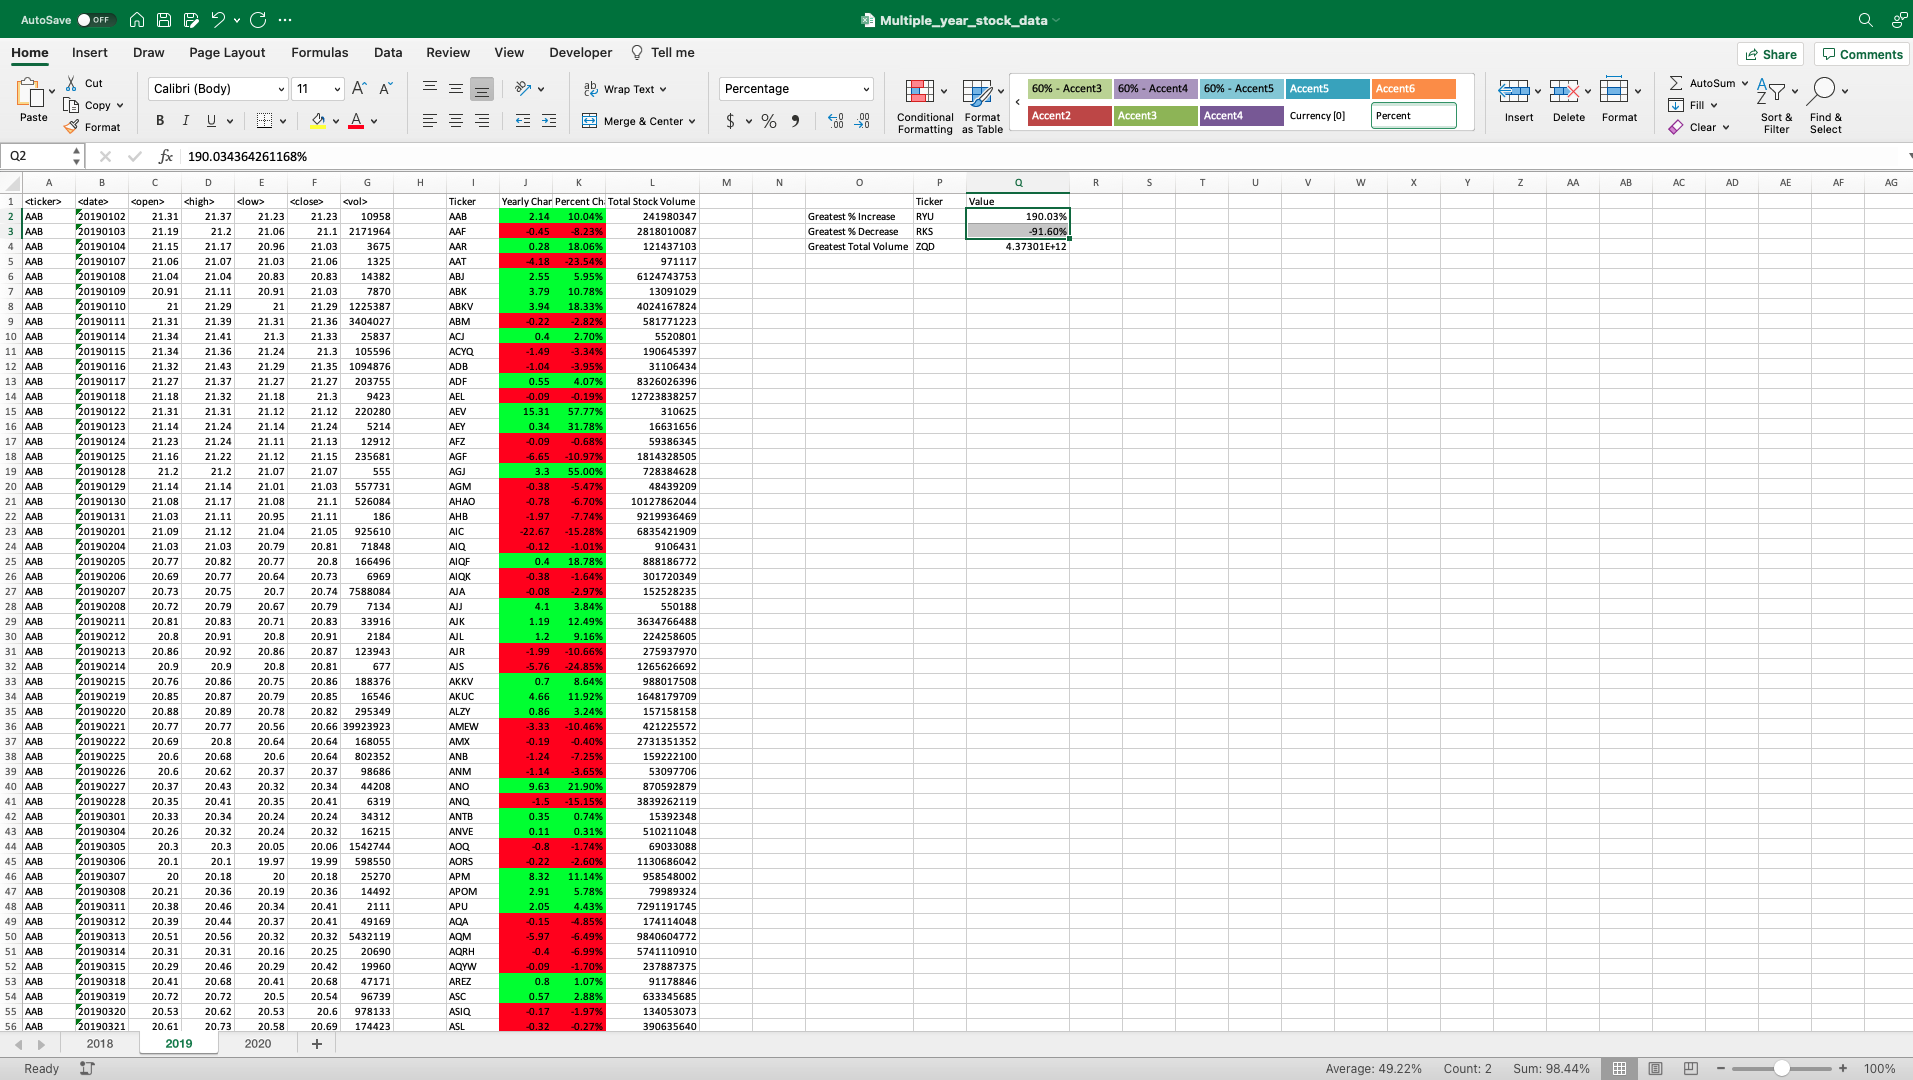 AutoSave OFF ... Multiple_year_stock_data
Home Insert Draw Page Layout Formulas Data Review View Developer Tell me Share Comments
Paste Cut Copy Format
Calibri (Body) 11
Wrap Text Merge & Center
Percentage
Conditional Formatting Format as Table
60% - Accent3 60% - Accent4 60% - Accent5 Accent5 Accent6
Accent2 Accent3 Accent4 Currency [0] Percent
Insert Delete Format
AutoSum Fill Clear
Sort & Filter Find & Select
Q2 fx 190.034364261168%
A B C D E F G H I J K L M N O P Q R S T U V W X Y Z AA AB AC AD AE AF AG
1 <ticker> <date> <open> <high> <low> <close> <vol> Ticker Yearly Char Percent Ch Total Stock Volume Ticker Value
2 AAB 20190102 21.31 21.37 21.23 21.23 10958 AAB 2.14 10.04% 241980347 Greatest % Increase RYU 190.03%
3 AAB 20190103 21.19 21.2 21.06 21.1 2171964 AAF -0.45 -8.23% 2818010087 Greatest % Decrease RKS -91.60%
4 AAB 20190104 21.15 21.17 20.96 21.03 3675 AAR 0.28 18.06% 121437103 Greatest Total Volume ZQD 4.37301E+12
5 AAB 20190107 21.06 21.07 21.03 21.06 1325 AAT -4.18 -23.54% 971117
6 AAB 20190108 21.04 21.04 20.83 20.83 14382 ABJ 2.55 5.95% 6124743753
7 AAB 20190109 20.91 21.11 20.91 21.03 7870 ABK 3.79 10.78% 13091029
8 AAB 20190110 21 21.29 21 21.29 1225387 ABKV 3.94 18.33% 4024167824
9 AAB 20190111 21.31 21.39 21.31 21.36 3404027 ABM -0.22 -2.82% 581771223
10 AAB 20190114 21.34 21.41 21.3 21.33 25837 ACJ 0.4 2.70% 5520801
11 AAB 20190115 21.34 21.36 21.24 21.3 105596 ACYQ -1.49 -3.34% 190645397
12 AAB 20190116 21.32 21.43 21.29 21.35 1094876 ADB -1.04 -3.95% 31106434
13 AAB 20190117 21.27 21.37 21.27 21.27 203755 ADF 0.55 4.07% 8326026396
14 AAB 20190118 21.18 21.32 21.18 21.3 9423 AEL -0.09 -0.19% 12723838257
15 AAB 20190122 21.31 21.31 21.12 21.12 220280 AEV 15.31 57.77% 310625
16 AAB 20190123 21.14 21.24 21.14 21.24 5214 AEY 0.34 31.78% 16631656
17 AAB 20190124 21.23 21.24 21.11 21.13 12912 AFZ -0.09 -0.68% 59386345
18 AAB 20190125 21.16 21.22 21.12 21.15 235681 AGF -6.65 -10.97% 1814328505
19 AAB 20190128 21.2 21.2 21.07 21.07 555 AGJ 3.3 55.00% 728384628
20 AAB 20190129 21.14 21.14 21.01 21.03 557731 AGM -0.38 -5.47% 48439209
21 AAB 20190130 21.08 21.17 21.08 21.1 526084 AHAO -0.78 -6.70% 10127862044
22 AAB 20190131 21.03 21.11 20.95 21.11 186 AHB -1.97 -7.74% 9219936469
23 AAB 20190201 21.09 21.12 21.04 21.05 925610 AIC -22.67 -15.28% 6835421909
24 AAB 20190204 21.03 21.03 20.79 20.81 71848 AIQ -0.12 -1.01% 9106431
25 AAB 20190205 20.77 20.82 20.77 20.8 166496 AIQF 0.4 18.78% 888186772
26 AAB 20190206 20.69 20.77 20.64 20.73 6969 AIQK -0.38 -1.64% 301720349
27 AAB 20190207 20.73 20.75 20.7 20.74 7588084 AJA -0.08 -2.97% 152528235
28 AAB 20190208 20.72 20.79 20.67 20.79 7134 AJJ 4.1 3.84% 550188
29 AAB 20190211 20.81 20.83 20.71 20.83 33916 AJK 1.19 12.49% 3634766488
30 AAB 20190212 20.8 20.91 20.8 20.91 2184 AJL 1.2 9.16% 224258605
31 AAB 20190213 20.86 20.92 20.86 20.87 123943 AJR -1.99 -10.66% 275937970
32 AAB 20190214 20.9 20.9 20.8 20.81 677 AJS -5.76 -24.85% 1265626692
33 AAB 20190215 20.76 20.86 20.75 20.86 188376 AKKV 0.7 8.64% 988017508
34 AAB 20190219 20.85 20.87 20.79 20.85 16546 AKUC 4.66 11.92% 1648179709
35 AAB 20190220 20.88 20.89 20.78 20.82 295349 ALZY 0.86 3.24% 157158158
36 AAB 20190221 20.77 20.77 20.56 20.66 39923923 AMEW -3.33 -10.46% 421225572
37 AAB 20190222 20.69 20.8 20.64 20.64 168055 AMX -0.19 -0.40% 2731351352
38 AAB 20190225 20.6 20.68 20.6 20.64 802352 ANB -1.24 -7.25% 159222100
39 AAB 20190226 20.6 20.62 20.37 20.37 98686 ANM -1.14 -3.65% 53097706
40 AAB 20190227 20.37 20.43 20.32 20.34 44208 ANO 9.63 21.90% 870592879
41 AAB 20190228 20.35 20.41 20.35 20.41 6319 ANQ -1.5 -15.15% 3839262119
42 AAB 20190301 20.33 20.34 20.24 20.24 34312 ANTB 0.35 0.74% 15392348
43 AAB 20190304 20.26 20.32 20.24 20.32 16215 ANVE 0.11 0.31% 510211048
44 AAB 20190305 20.3 20.3 20.05 20.06 1542744 AOQ -0.8 -1.74% 69033088
45 AAB 20190306 20.1 20.1 19.97 19.99 598550 AORS -0.22 -2.60% 1130686042
46 AAB 20190307 20 20.18 20 20.18 25270 APM 8.32 11.14% 958548002
47 AAB 20190308 20.21 20.36 20.19 20.36 14492 APOM 2.91 5.78% 79989324
48 AAB 20190311 20.38 20.46 20.34 20.41 2111 APU 2.05 4.43% 7291191745
49 AAB 20190312 20.39 20.44 20.37 20.41 49169 AQA -0.15 -4.85% 174114048
50 AAB 20190313 20.51 20.56 20.32 20.32 5432119 AQM -5.97 -6.49% 9840604772
51 AAB 20190314 20.31 20.31 20.16 20.25 20690 AQRH -0.4 -6.99% 5741110910
52 AAB 20190315 20.29 20.46 20.29 20.42 19960 AQYW -0.09 -1.70% 237887375
53 AAB 20190318 20.41 20.68 20.41 20.68 47171 AREZ 0.8 1.07% 91178846
54 AAB 20190319 20.72 20.72 20.5 20.54 96739 ASC 0.57 2.88% 633345685
55 AAB 20190320 20.53 20.62 20.53 20.6 978133 ASIQ -0.17 -1.97% 134053073
56 AAB 20190321 20.61 20.73 20.58 20.69 174423 ASL -0.32 -0.27% 390635640
2018 2019 2020 +
Ready Average: 49.22% Count: 2 Sum: 98.44% 100%